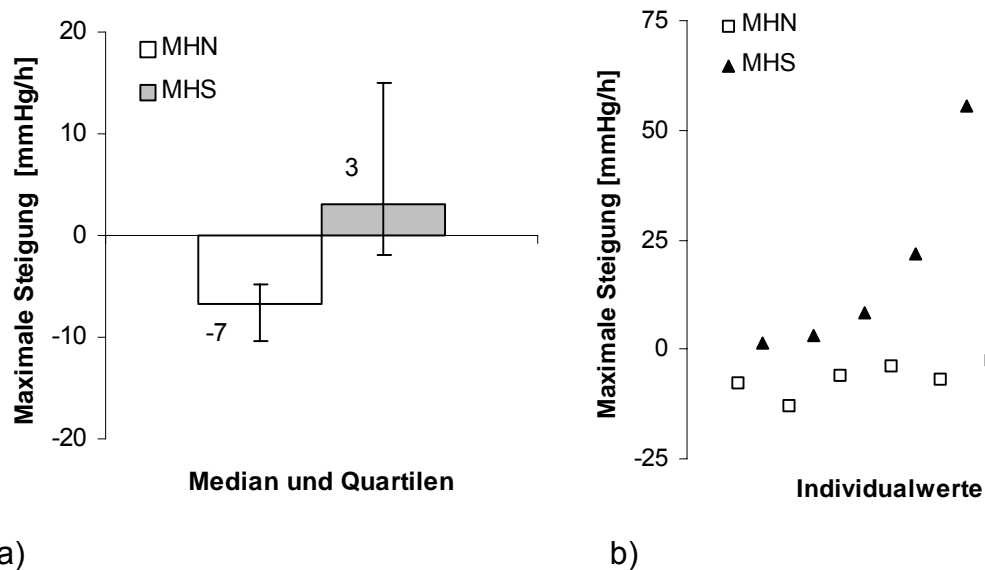 Maximale Steigung [mmHg/h]
20
10
0
-10
-20
MHN
MHS
3
-7
Median und Quartilen
a)
Maximale Steigung [mmHg/h]
75
50
25
0
-25
MHN
MHS
Individualwerte
b)